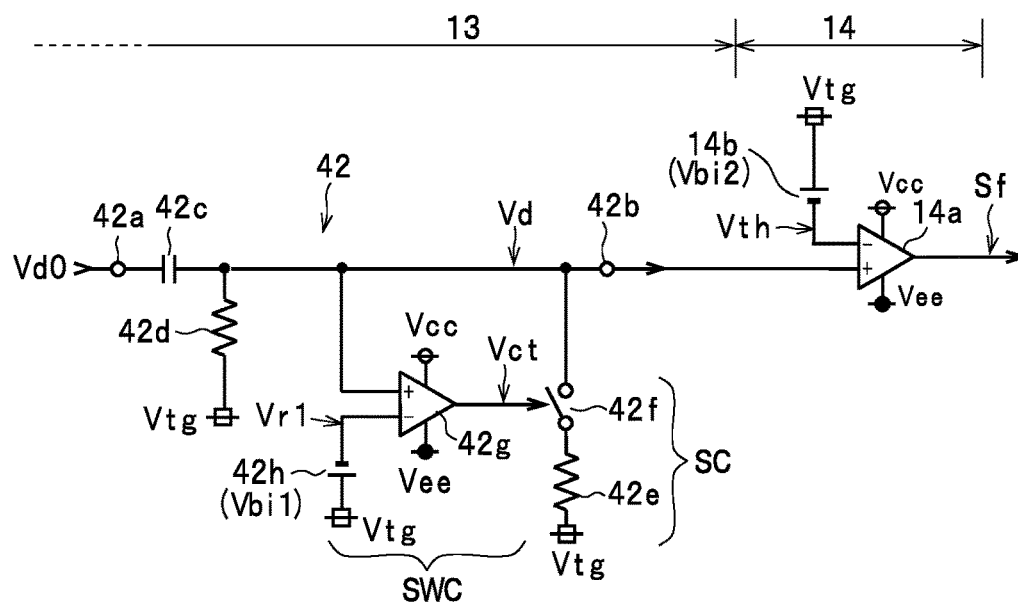 13
14
Vtg
14b
(Vbi2)
Vcc
Sf
14a
42
42a
42c
Vd
42b
Vth
Vd0
Vee
42d
Vcc
Vct
Vtg
Vr1
42f
42g
SC
42h
(Vbi1)
Vee
42e
Vtg
Vtg
SWC